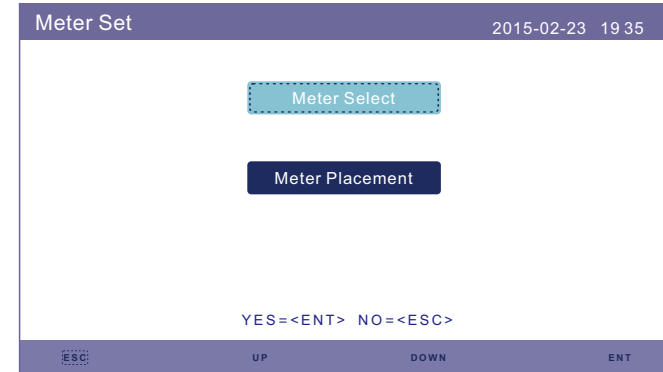 Meter Set 2015-02-23 19 35
Meter Select
Meter Placement
YES=<ENT> NO=<ESC>
ESC UP DOWN ENT